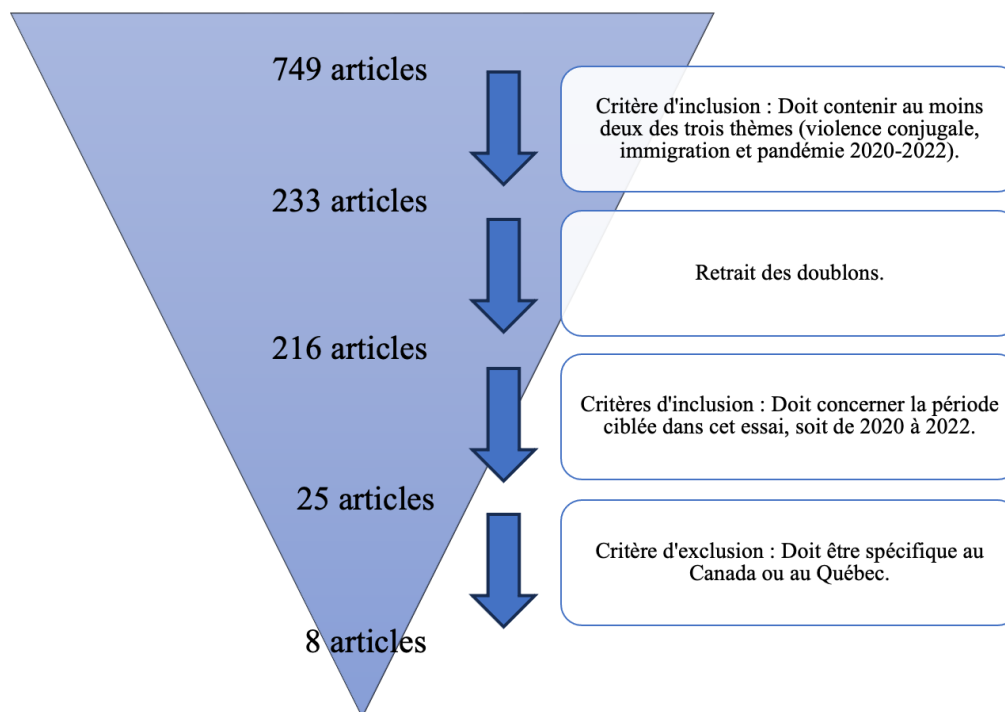 749 articles
Critère d'inclusion : Doit contenir au moins
deux des trois thèmes (violence conjugale,
immigration et pandémie 2020-2022).
233 articles
Retrait des doublons.
216 articles
Critères d'inclusion : Doit concerner la période
ciblée dans cet essai, soit de 2020 à 2022.
25 articles
Critère d'exclusion : Doit être spécifique au
Canada ou au Québec.
8 articles